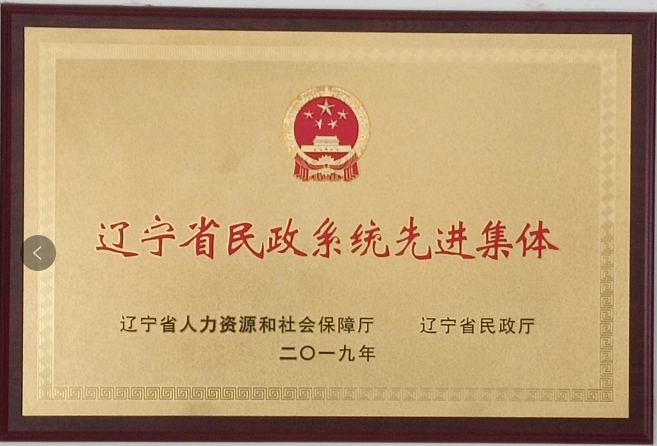 辽宁省民政系统先进集体
辽宁省人力资源和社会保障厅 辽宁省民政厅
二〇一九年